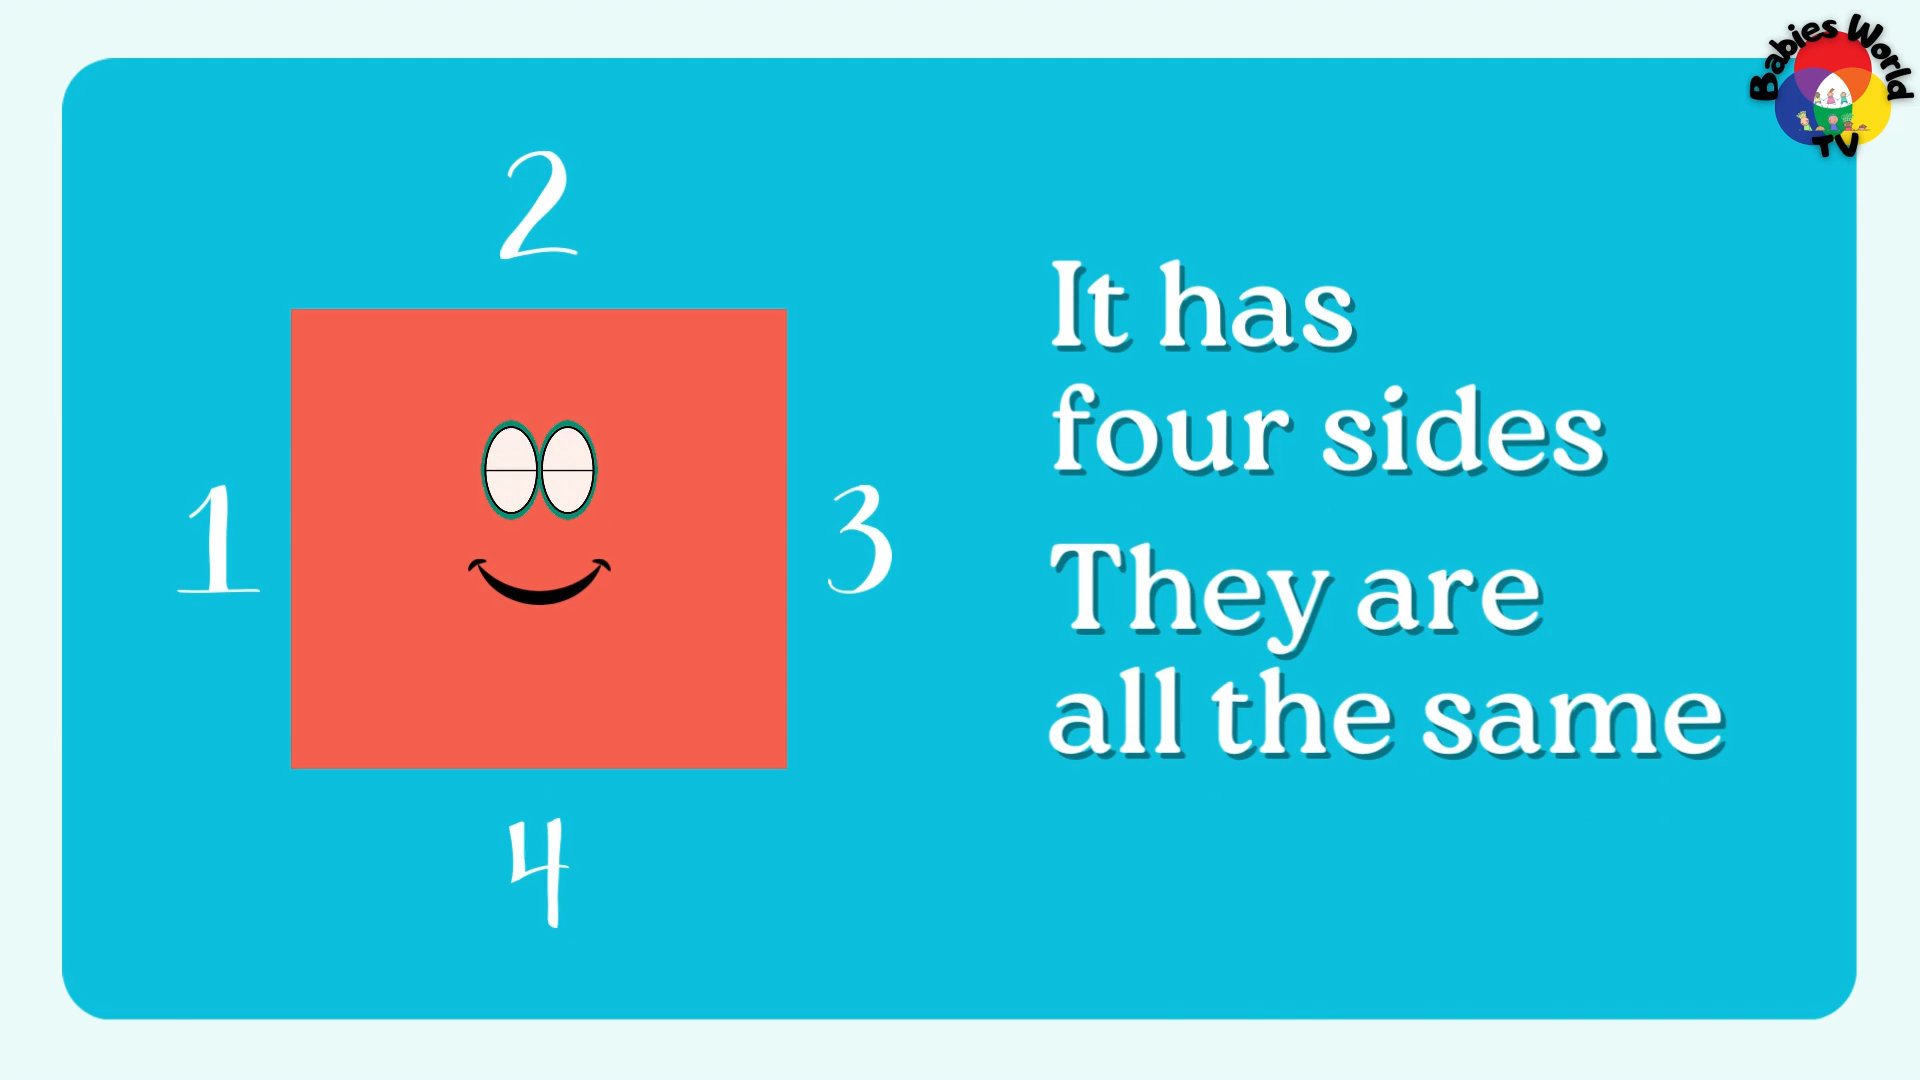 Babies World
TV
2
1
3
4
It has
four sides
They are
all the same